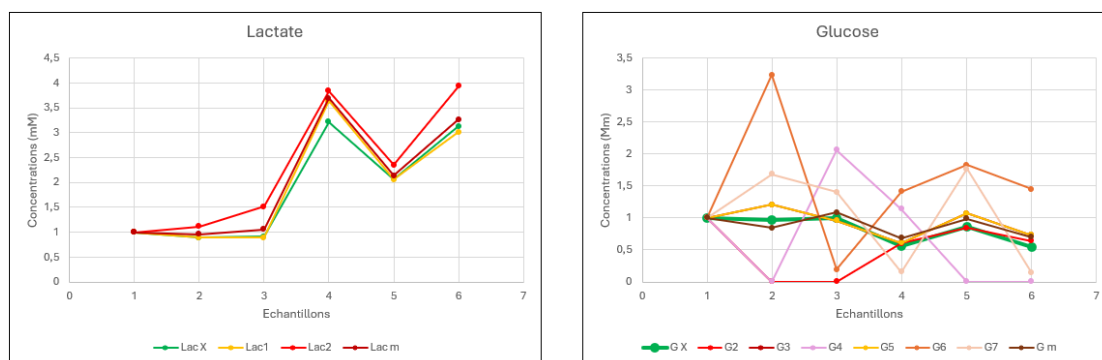 Lactate
Concentrations (mM)
4,5
4
3,5
3
2,5
2
1,5
1
0,5
0
0 1 2 3 4 5 6 7
Echantillons
Lac X Lac1 Lac2 Lac m
Glucose
Concentrations (Mm)
3,5
3
2,5
2
1,5
1
0,5
0
0 1 2 3 4 5 6 7
Echantillons
G X G2 G3 G4 G5 G6 G7 G m